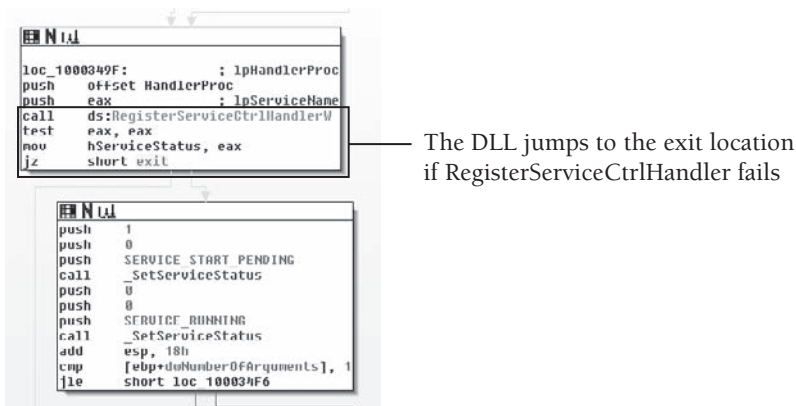 loc_1000349F: ; lpHandlerProc
push offset HandlerProc
push eax ; lpServiceName
call ds:RegisterServiceCtrlHandlerW
test eax, eax
mov hServiceStatus, eax
jz short exit
The DLL jumps to the exit location
if RegisterServiceCtrlHandler fails
push 1
push 0
push SERVICE_START_PENDING
call _SetServiceStatus
push 0
push 0
push SERVICE_RUNNING
call _SetServiceStatus
add esp, 18h
cmp [ebp+dwNumberOfArguments], 1
jle short loc_100034F6